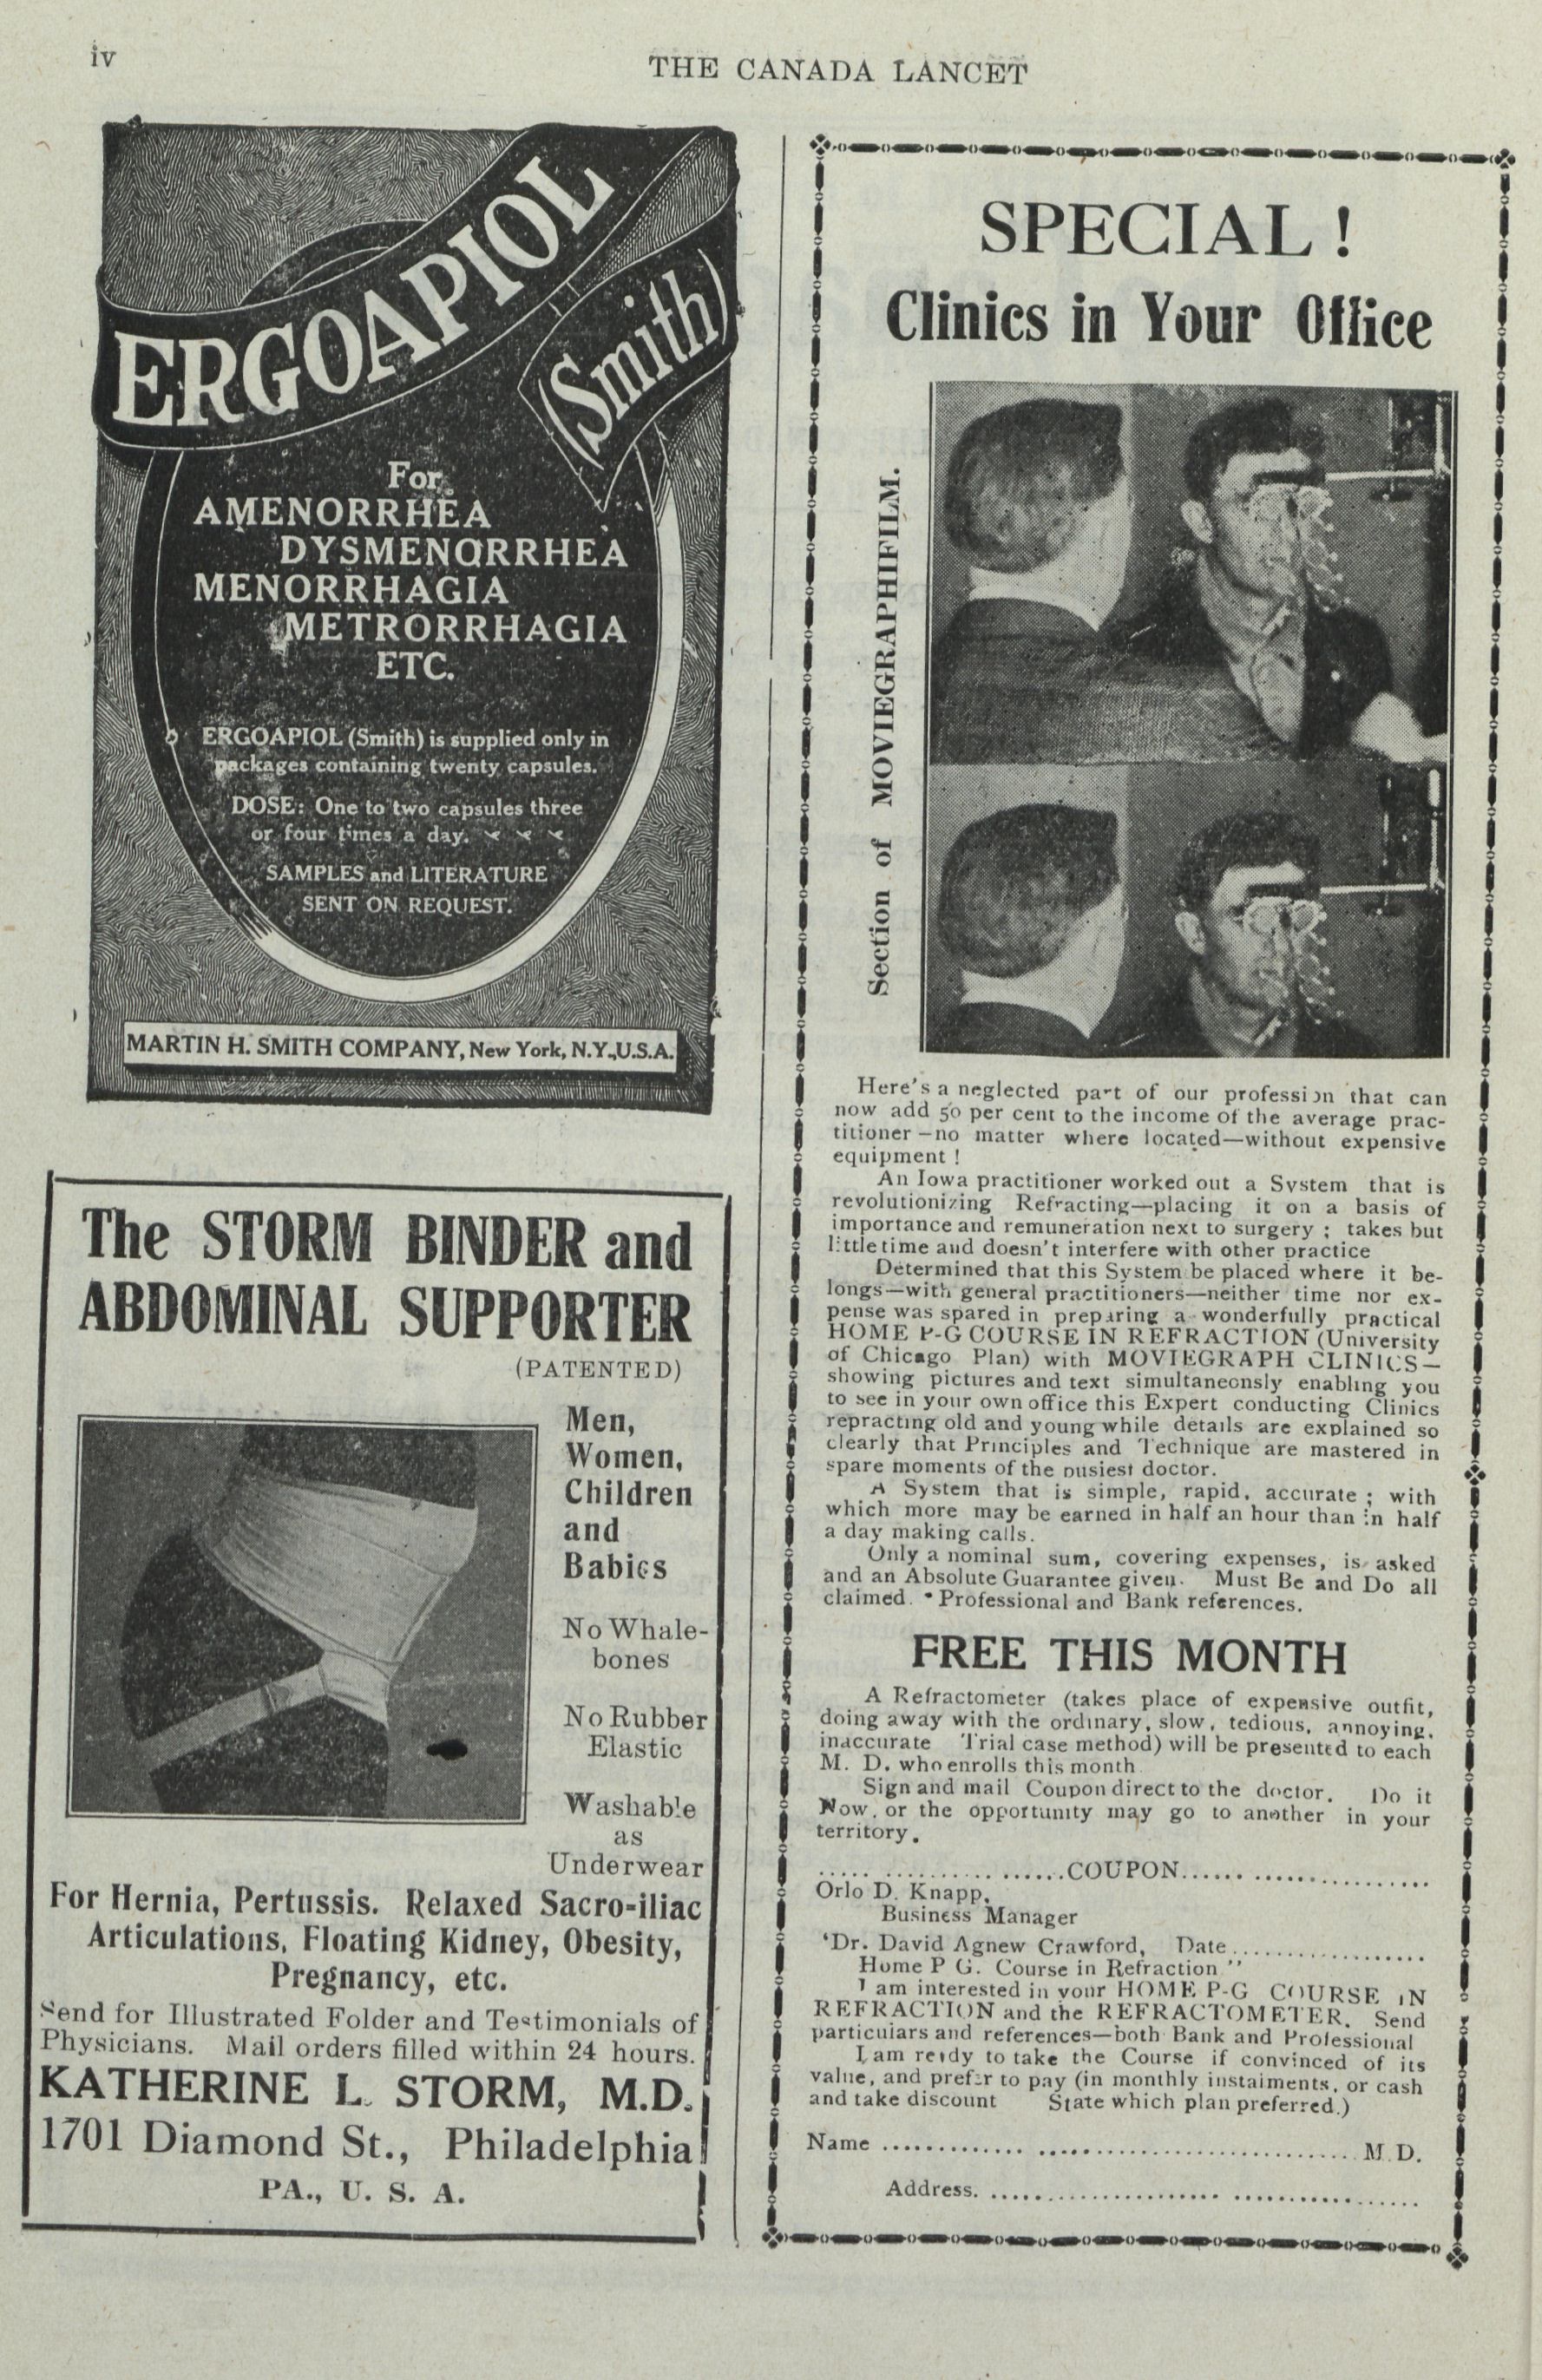 iv
THE CANADA LANCET
ERGOAPIOL
(Smith)
For
AMENORRHEA
DYSMENORRHEA
MENORRHAGIA
METRORRHAGIA
ETC.
ERGOAPIOL (Smith) is supplied only in
packages containing twenty capsules.
DOSE: One to two capsules three
or four times a day.
SAMPLES and LITERATURE
SENT ON REQUEST.
MARTIN H. SMITH COMPANY, New York, N.Y.,U.S.A.
The STORM BINDER and
ABDOMINAL SUPPORTER
(PATENTED)
Men,
Women,
Children
and
Babies
No Whale-
bones
No Rubber
Elastic
Washable
as
Underwear
For Hernia, Pertussis. Relaxed Sacro-iliac
Articulations, Floating Kidney, Obesity,
Pregnancy, etc.
Send for Illustrated Folder and Testimonials of
Physicians. Mail orders filled within 24 hours.
KATHERINE L. STORM, M.D.
1701 Diamond St., Philadelphia
PA., U. S. A.
SPECIAL !
Clinics in Your Office
Section of MOVIEGRAPHIFILM.
Here's a neglected part of our profession that can
now add 50 per cent to the income of the average prac-
titioner—no matter where located—without expensive
equipment !
An Iowa practitioner worked out a System that is
revolutionizing Refracting—placing it on a basis of
importance and remuneration next to surgery ; takes but
little time and doesn't interfere with other practice
Determined that this System be placed where it be-
longs—with general practitioners—neither time nor ex-
pense was spared in preparing a wonderfully practical
HOME P-G COURSE IN REFRACTION (University
of Chicago Plan) with MOVIEGRAPH CLINICS—
showing pictures and text simultaneonsly enabling you
to see in your own office this Expert conducting Clinics
repracting old and young while details are explained so
clearly that Principles and Technique are mastered in
spare moments of the busiest doctor.
A System that is simple, rapid, accurate ; with
which more may be earned in half an hour than in half
a day making calls.
Only a nominal sum, covering expenses, is asked
and an Absolute Guarantee given. Must Be and Do all
claimed. Professional and Bank references.
FREE THIS MONTH
A Refractometer (takes place of expensive outfit,
doing away with the ordinary, slow, tedious, annoying,
inaccurate Trial case method) will be presented to each
M. D. who enrolls this month
Sign and mail Coupon direct to the doctor. Do it
Now, or the opportunity may go to another in your
territory.
..... .......... ......COUPON...... ................
Orlo D. Knapp,
Business Manager
'Dr. David Agnew Crawford, Date..................
Home P G. Course in Refraction ''
I am interested in your HOME P-G COURSE IN
REFRACTION and the REFRACTOMETER. Send
particulars and references—both Bank and Professional
I am ready to take the Course if convinced of its
value, and prefer to pay (in monthly instalments, or cash
and take discount State which plan preferred.)
Name ............. ............................. M.D.
Address. ...................... ..................